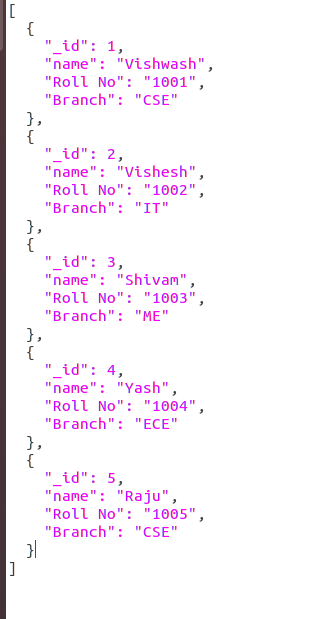 [
  {
    "_id": 1,
    "name": "Vishwash",
    "Roll No": "1001",
    "Branch": "CSE"
  },
  {
    "_id": 2,
    "name": "Vishesh",
    "Roll No": "1002",
    "Branch": "IT"
  },
  {
    "_id": 3,
    "name": "Shivam",
    "Roll No": "1003",
    "Branch": "ME"
  },
  {
    "_id": 4,
    "name": "Yash",
    "Roll No": "1004",
    "Branch": "ECE"
  },
  {
    "_id": 5,
    "name": "Raju",
    "Roll No": "1005",
    "Branch": "CSE"
  }
]